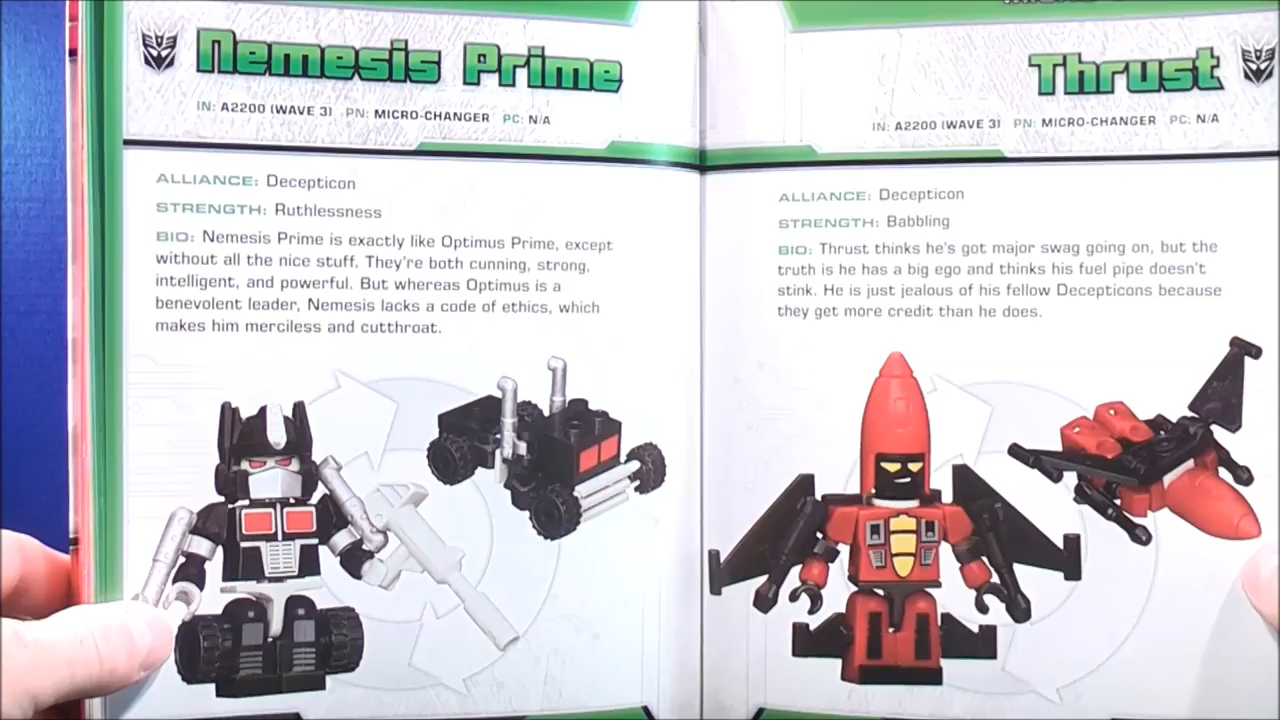 Nemesis Prime
IN: A2200 (WAVE 3) PN: MICRO-CHANGER PC: N/A
ALLIANCE: Decepticon
STRENGTH: Ruthlessness
BIO: Nemesis Prime is exactly like Optimus Prime, except
without all the nice stuff. They're both cunning, strong,
intelligent, and powerful. But whereas Optimus is a
benevolent leader, Nemesis lacks a code of ethics, which
makes him merciless and cutthroat.
Thrust
IN: A2200 (WAVE 3) PN: MICRO-CHANGER PC: N/A
ALLIANCE: Decepticon
STRENGTH: Babbling
BIO: Thrust thinks he's got major swag going on, but the
truth is he has a big ego and thinks his fuel pipe doesn't
stink. He is just jealous of his fellow Decepticons because
they get more credit than he does.